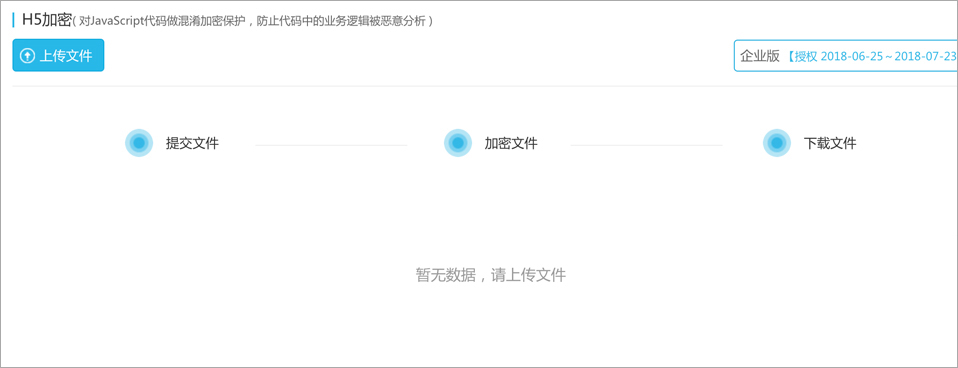 H5加密( 对JavaScript代码做混淆加密保护，防止代码中的业务逻辑被恶意分析 )
上传文件
企业版 【授权 2018-06-25～2018-07-23
提交文件
加密文件
下载文件
暂无数据，请上传文件